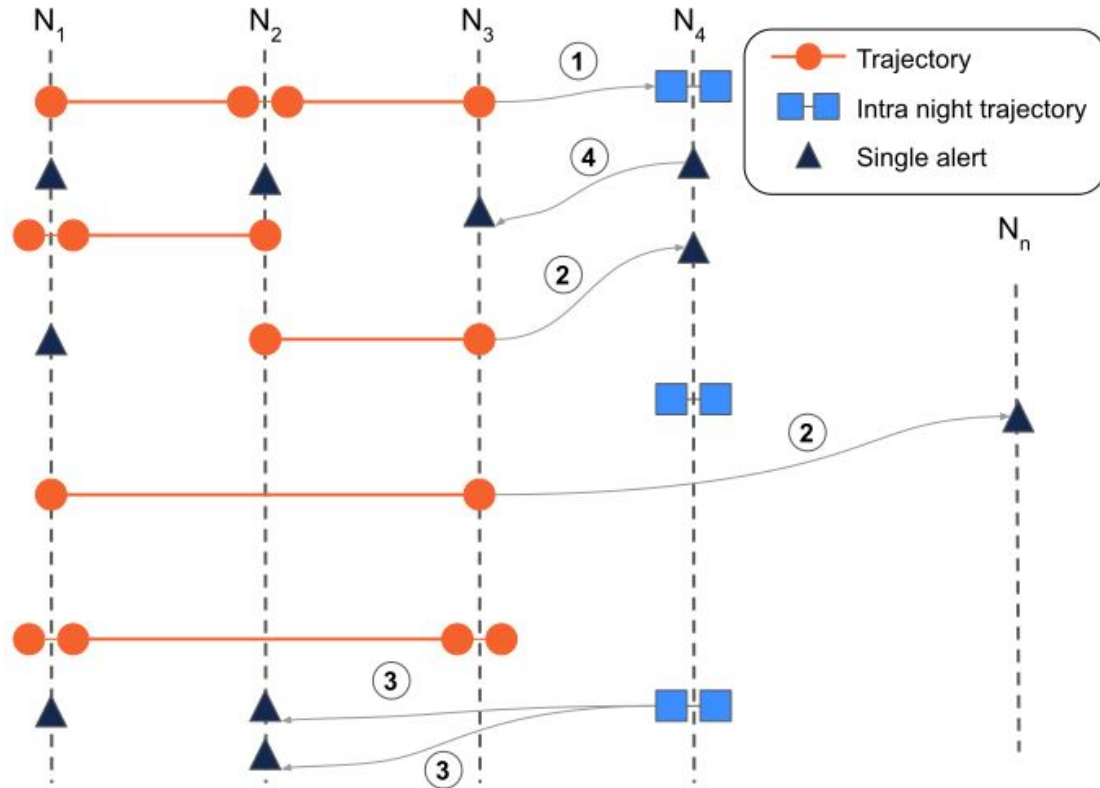 N₁ N₂ N₃ N₄
1
Trajectory
Intra night trajectory
4
Single alert
Nₙ
2
2
3
3